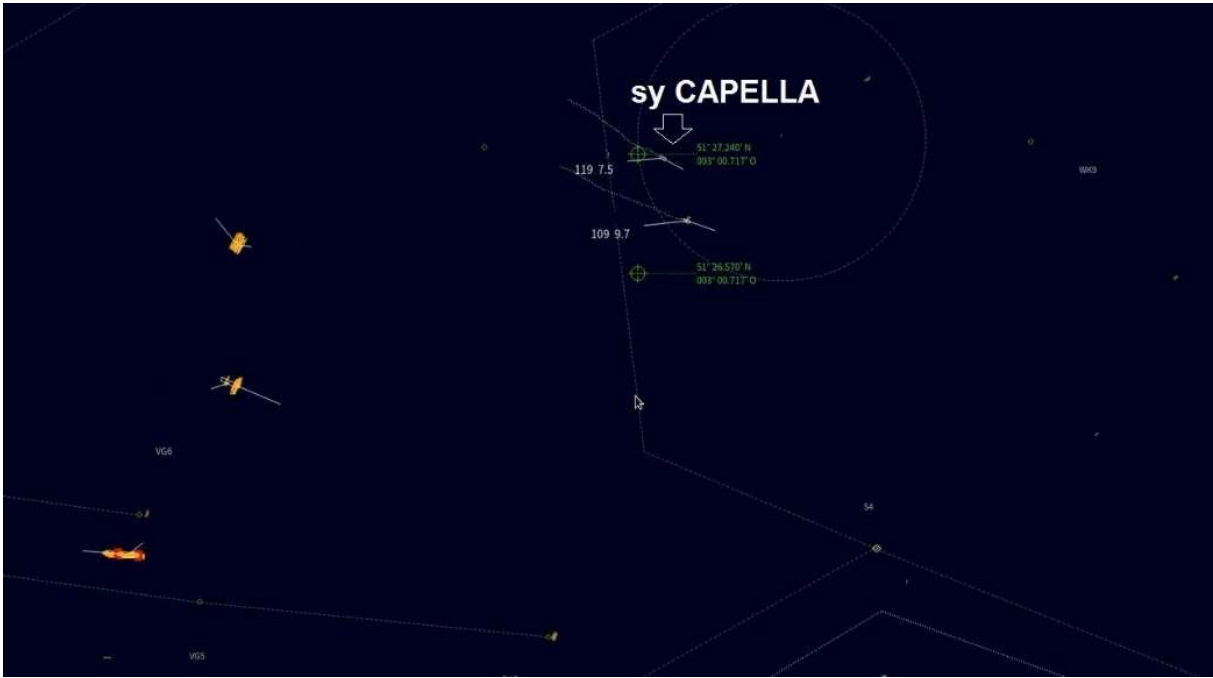 sy CAPELLA
51° 27.240' N
003° 00.717' O
119 7.5
WK9
109 9.7
51° 26.570' N
003° 00.717' O
VG6
S4
VG5